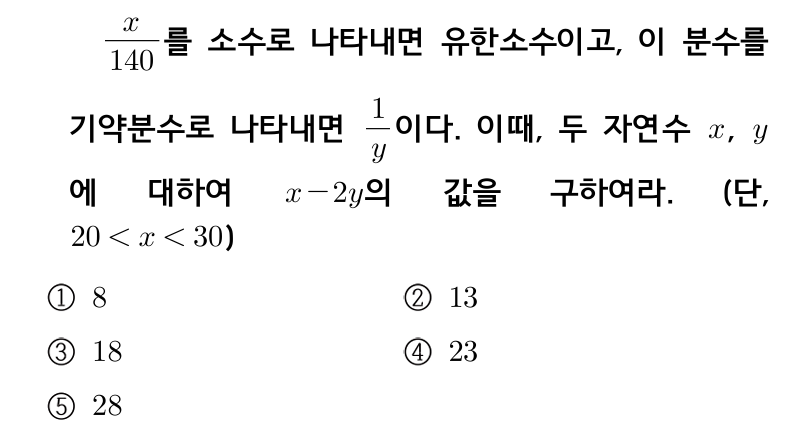 x/140 를 소수로 나타내면 유한소수이고, 이 분수를
기약분수로 나타내면 1/y 이다. 이때, 두 자연수 x, y
에 대하여 x−2y의 값을 구하여라. (단,
20 < x < 30)
① 8 ② 13
③ 18 ④ 23
⑤ 28